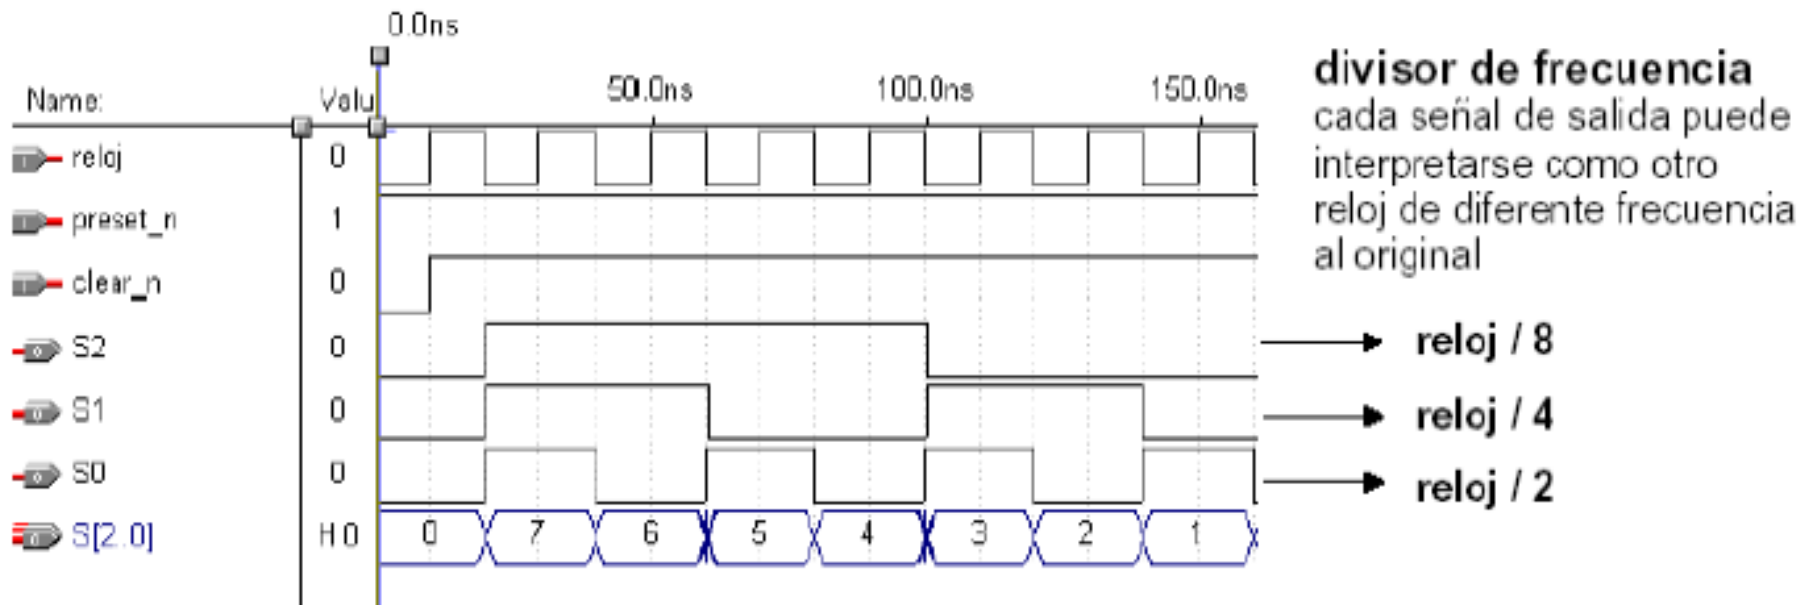 0.0ns
50.0ns 100.0ns 150.0ns
Name: Valu
reloj 0
preset_n 1
clear_n 0
S2 0
S1 0
S0 0
S[2..0] H0 0 7 6 5 4 3 2 1
divisor de frecuencia
cada señal de salida puede
interpretarse como otro
reloj de diferente frecuencia
al original
reloj / 8
reloj / 4
reloj / 2